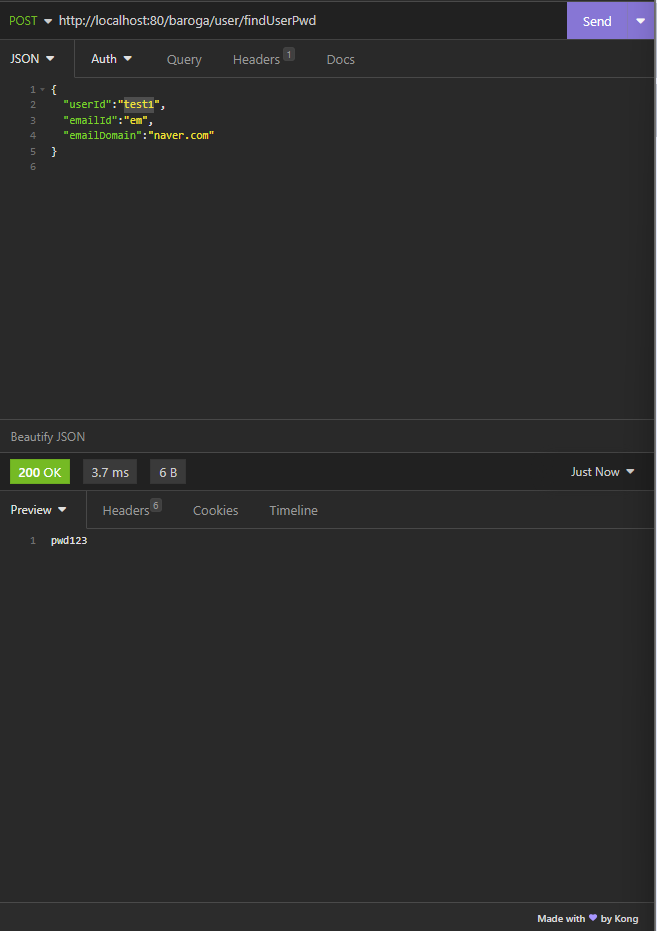 POST http://localhost:80/baroga/user/findUserPwd Send
JSON Auth Query Headers 1 Docs
1 {
2 "userId":"test1",
3 "emailId":"em",
4 "emailDomain":"naver.com"
5 }
6
Beautify JSON
200 OK 3.7 ms 6 B Just Now
Preview Headers 6 Cookies Timeline
1 pwd123
Made with by Kong